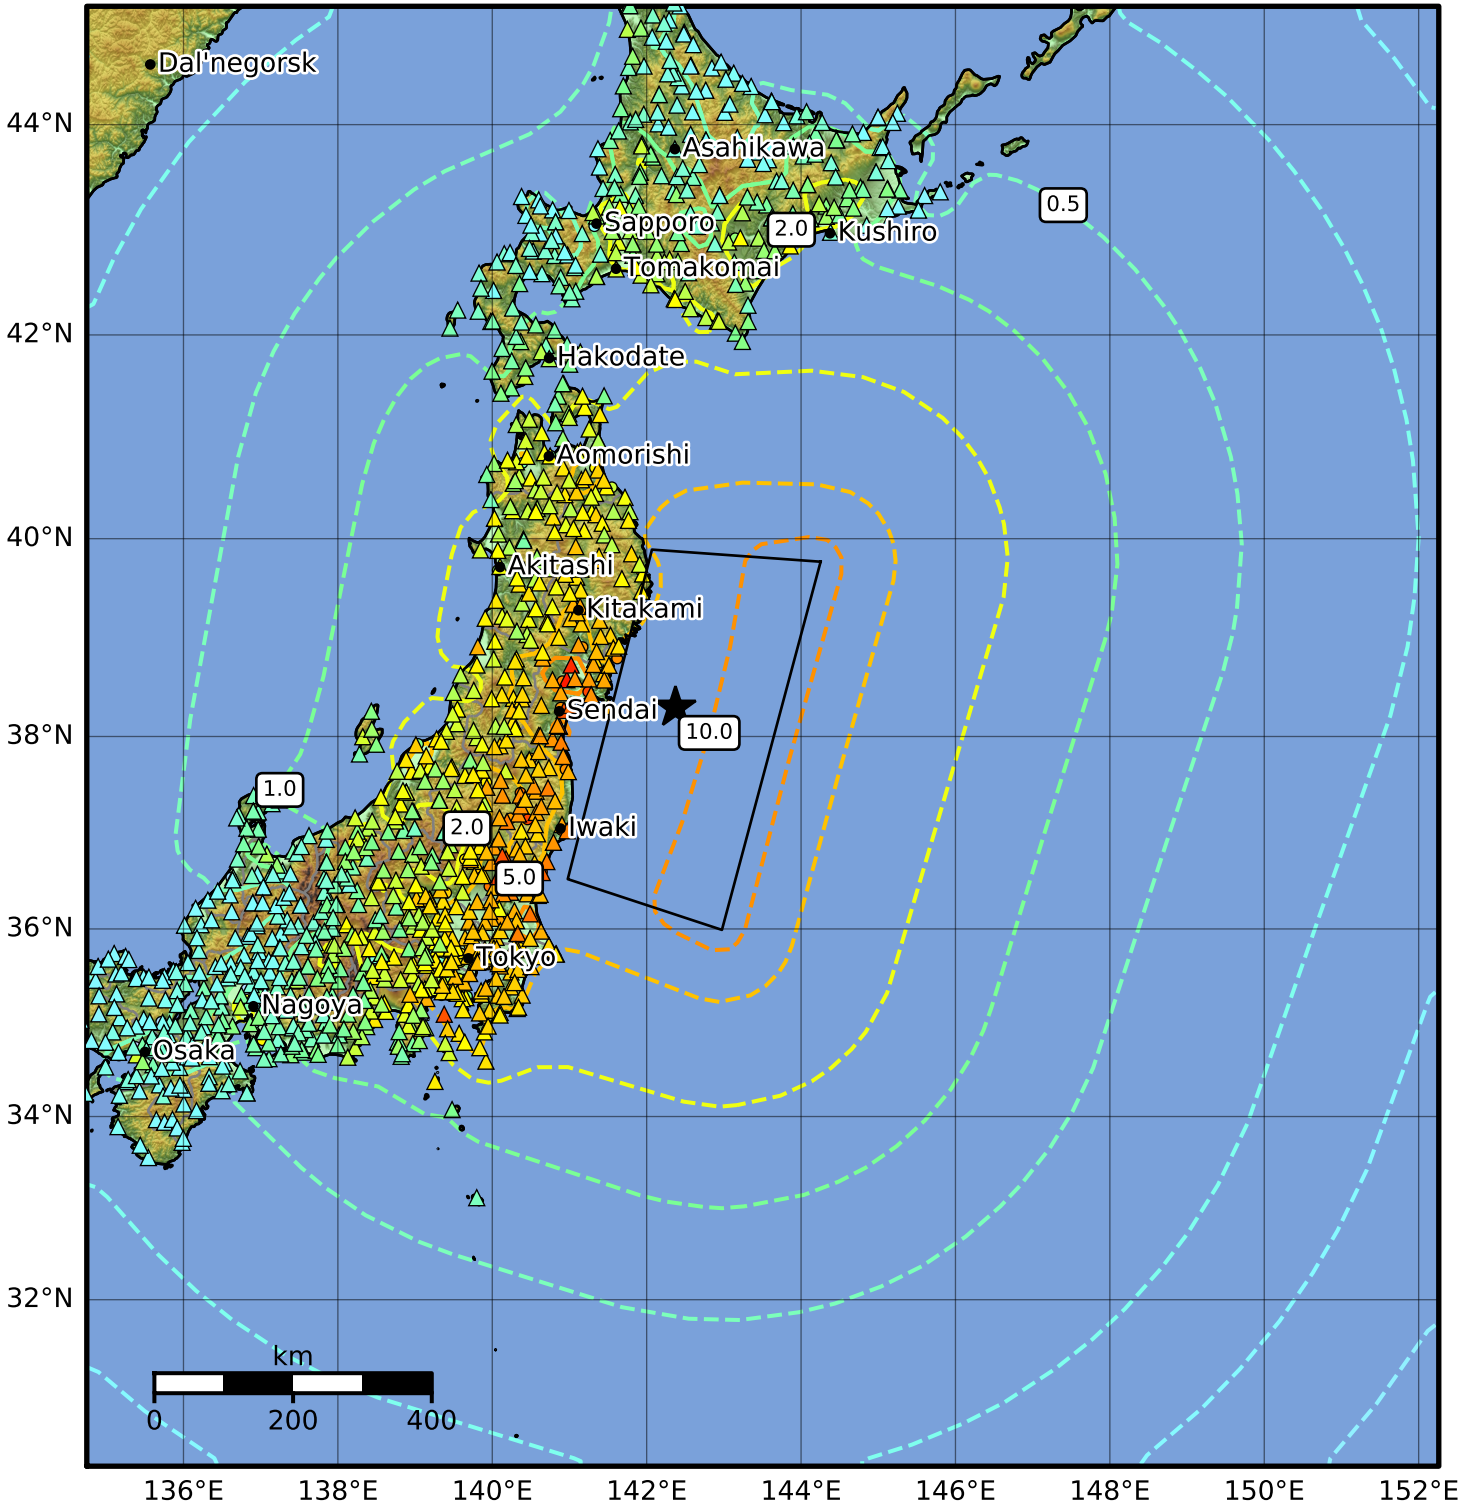 Dal'negorsk
44°N
Asahikawa
0.5
Sapporo
2.0
Kushiro
Tomakomai
42°N
Hakodate
Aomorishi
40°N
Akitashi
Kitakami
Sendai
38°N
10.0
1.0
2.0
Iwaki
5.0
36°N
Tokyo
Nagoya
Osaka
34°N
32°N
km
0 200 400
136°E 138°E 140°E 142°E 144°E 146°E 148°E 150°E 152°E